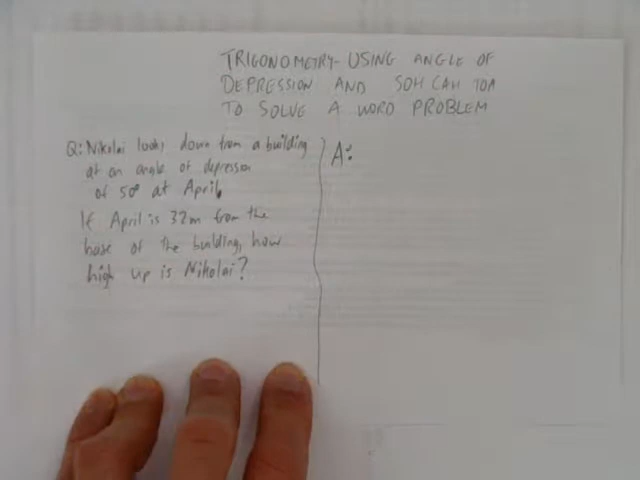 TRIGONOMETRY- USING ANGLE OF
DEPRESSION AND SOH CAH TOA
TO SOLVE A WORD PROBLEM
Q: Nikolai looks down from a building
at an angle of depression
of 50° at April.
If April is 32m from the
base of the building, how
high up is Nikolai?
A: